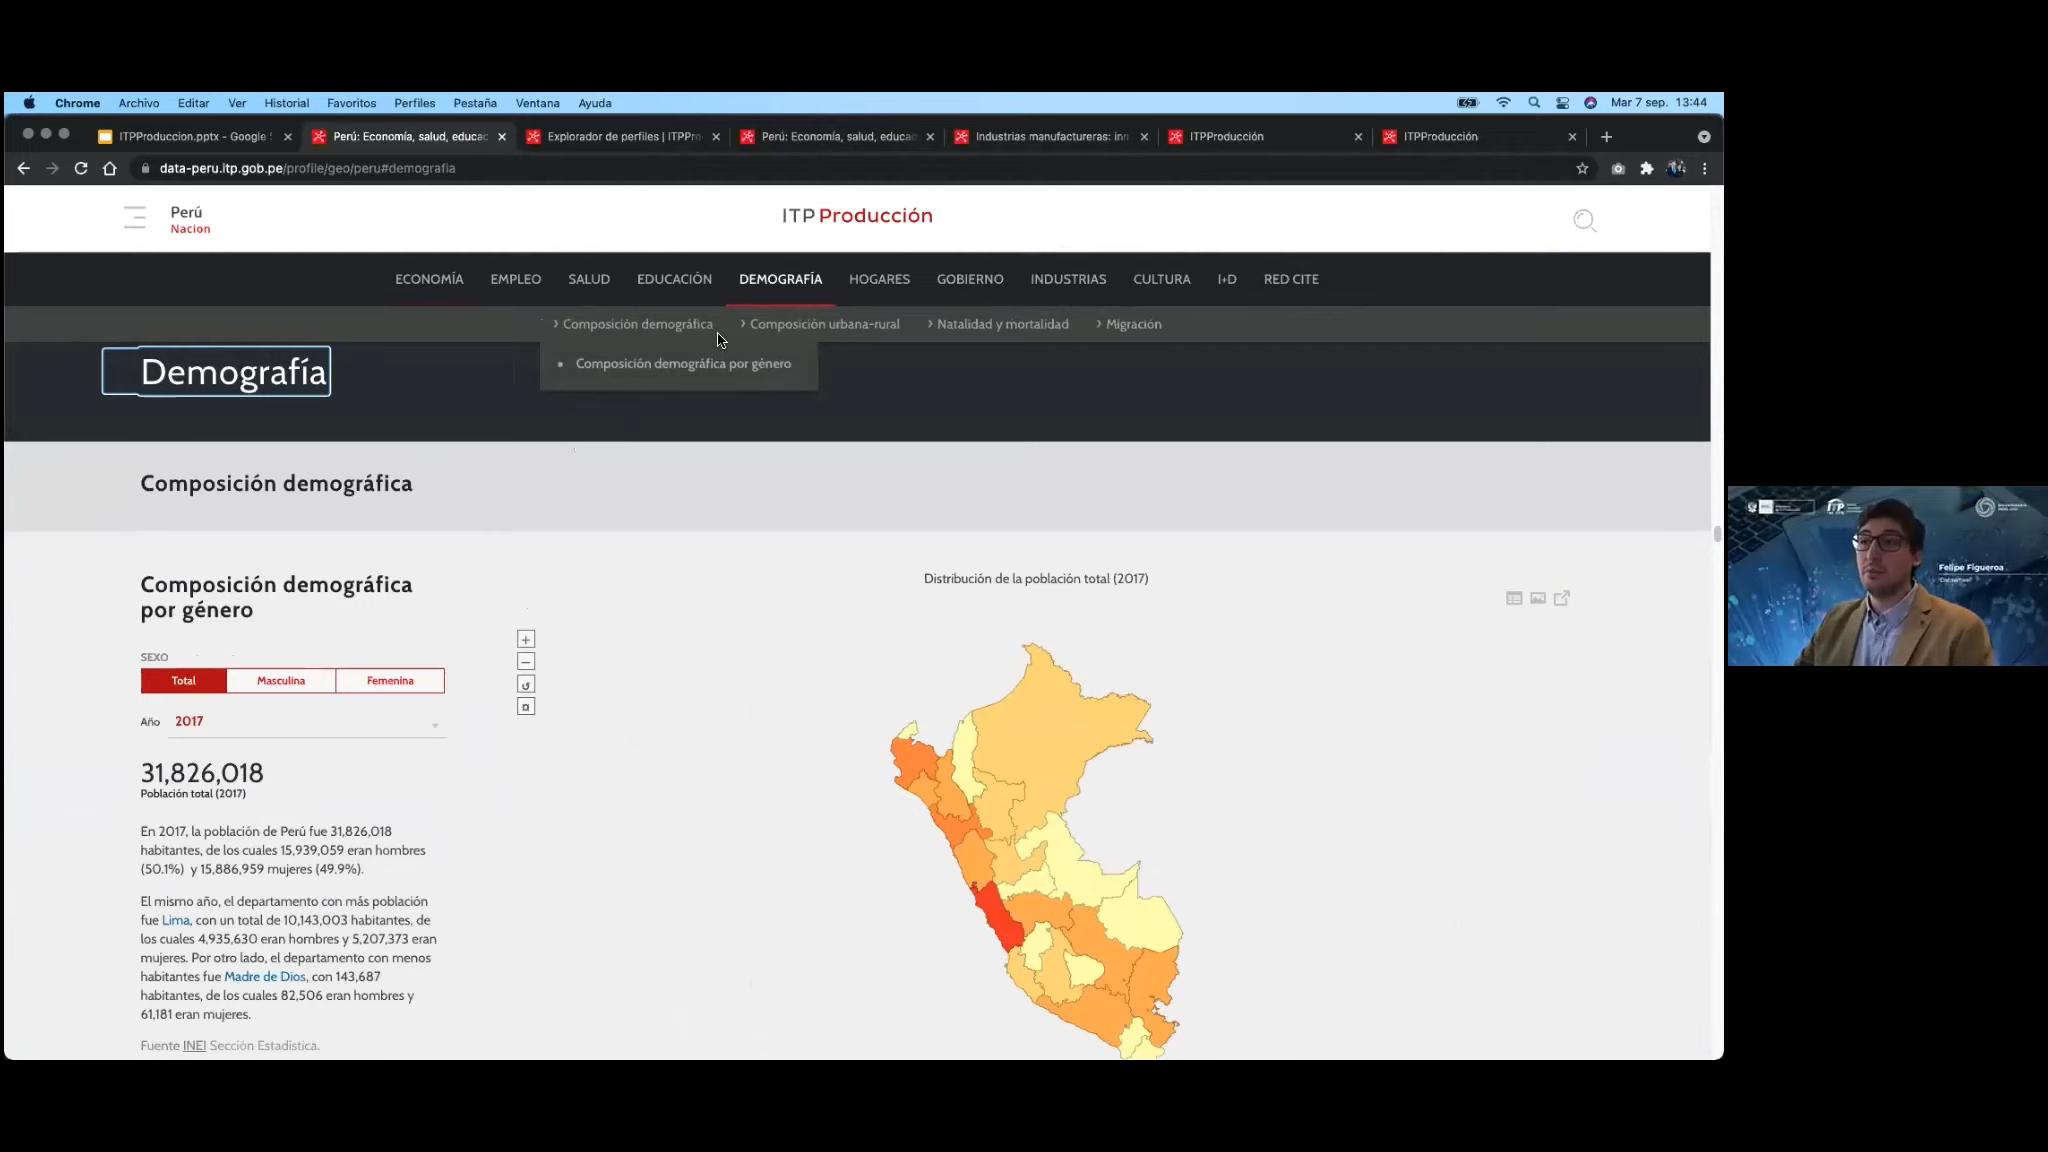 Chrome Archivo Editar Ver Historial Favoritos Perfiles Pestaña Ventana Ayuda Mar 7 sep. 13:44
ITPProduccion.pptx - Google Perú: Economía, salud, educac Explorador de perfiles | ITPPro Perú: Economía, salud, educac Industrias manufactureras: inn ITPProducción ITPProducción
data-peru.itp.gob.pe/profile/geo/peru#demografia
Perú
Nacion
ITP Producción
ECONOMÍA EMPLEO SALUD EDUCACIÓN DEMOGRAFÍA HOGARES GOBIERNO INDUSTRIAS CULTURA I+D RED CITE
› Composición demográfica › Composición urbana-rural › Natalidad y mortalidad › Migración
• Composición demográfica por género
Demografía
Composición demográfica
Composición demográfica
por género
SEXO
Total Masculina Femenina
Año 2017
31,826,018
Población total (2017)
En 2017, la población de Perú fue 31,826,018
habitantes, de los cuales 15,939,059 eran hombres
(50.1%) y 15,886,959 mujeres (49.9%).
El mismo año, el departamento con más población
fue Lima, con un total de 10,143,003 habitantes, de
los cuales 4,935,630 eran hombres y 5,207,373 eran
mujeres. Por otro lado, el departamento con menos
habitantes fue Madre de Dios, con 143,687
habitantes, de los cuales 82,506 eran hombres y
61,181 eran mujeres.
Fuente INEI Sección Estadística.
Distribución de la población total (2017)
ITP
Felipe Figueroa
Datawheel